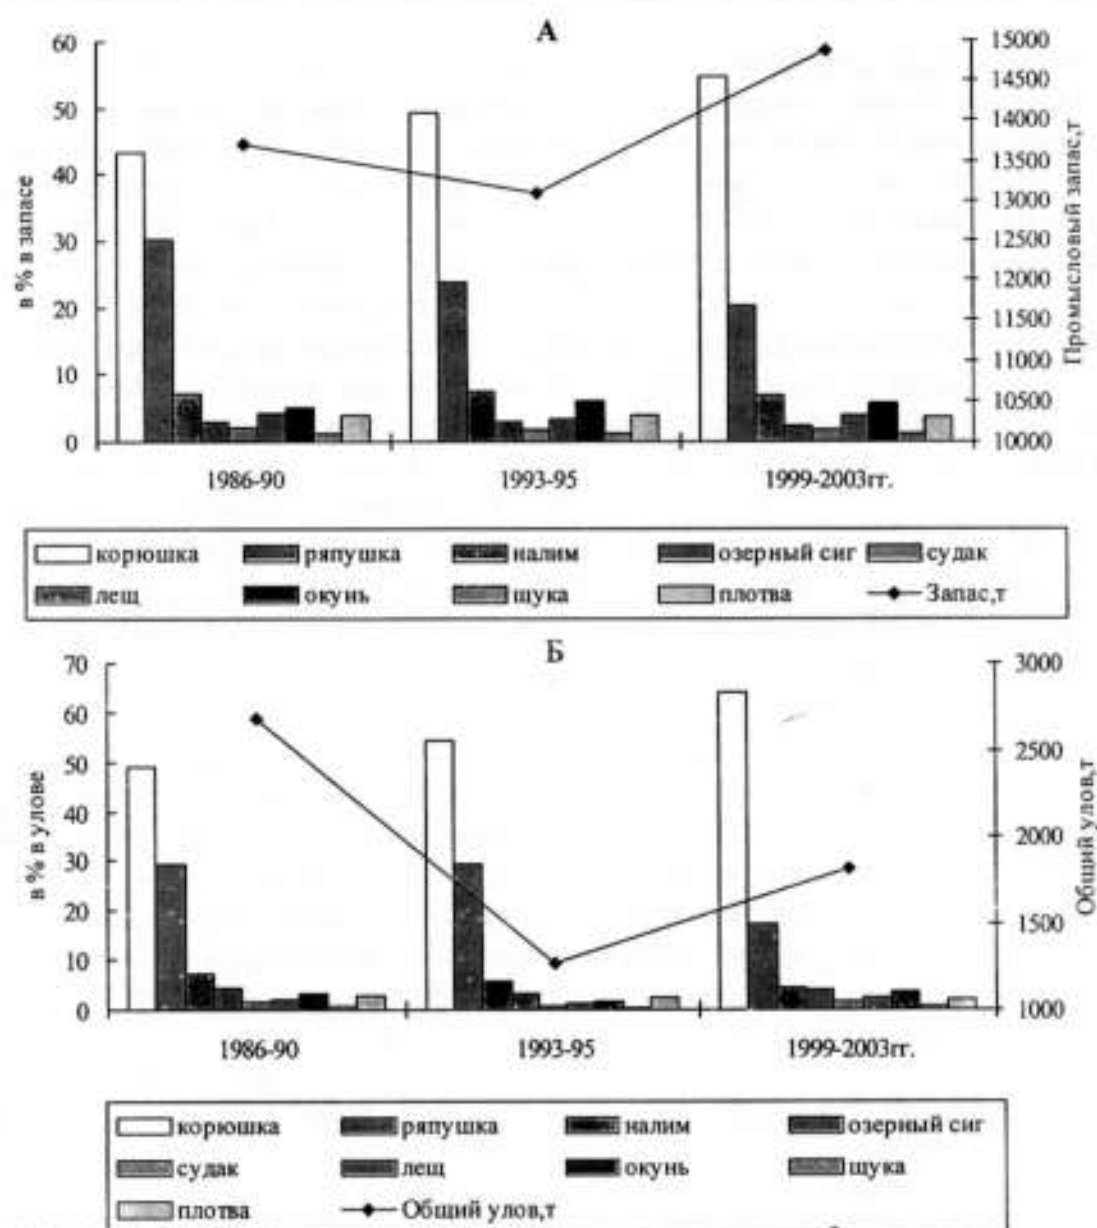 А
60
50
40
30
20
10
0
в % в запасе
15000
14500
14000
13500
13000
12500
12000
11500
11000
10500
10000
Промысловый запас,т
1986-90 1993-95 1999-2003гг.
корюшка ряпушка налим озерный сиг судак
лещ окунь щука плотва Запас,т
Б
70
60
50
40
30
20
10
0
в % в улове
3000
2500
2000
1500
1000
Общий улов,т
1986-90 1993-95 1999-2003гг.
корюшка ряпушка налим озерный сиг
судак лещ окунь щука
плотва Общий улов,т